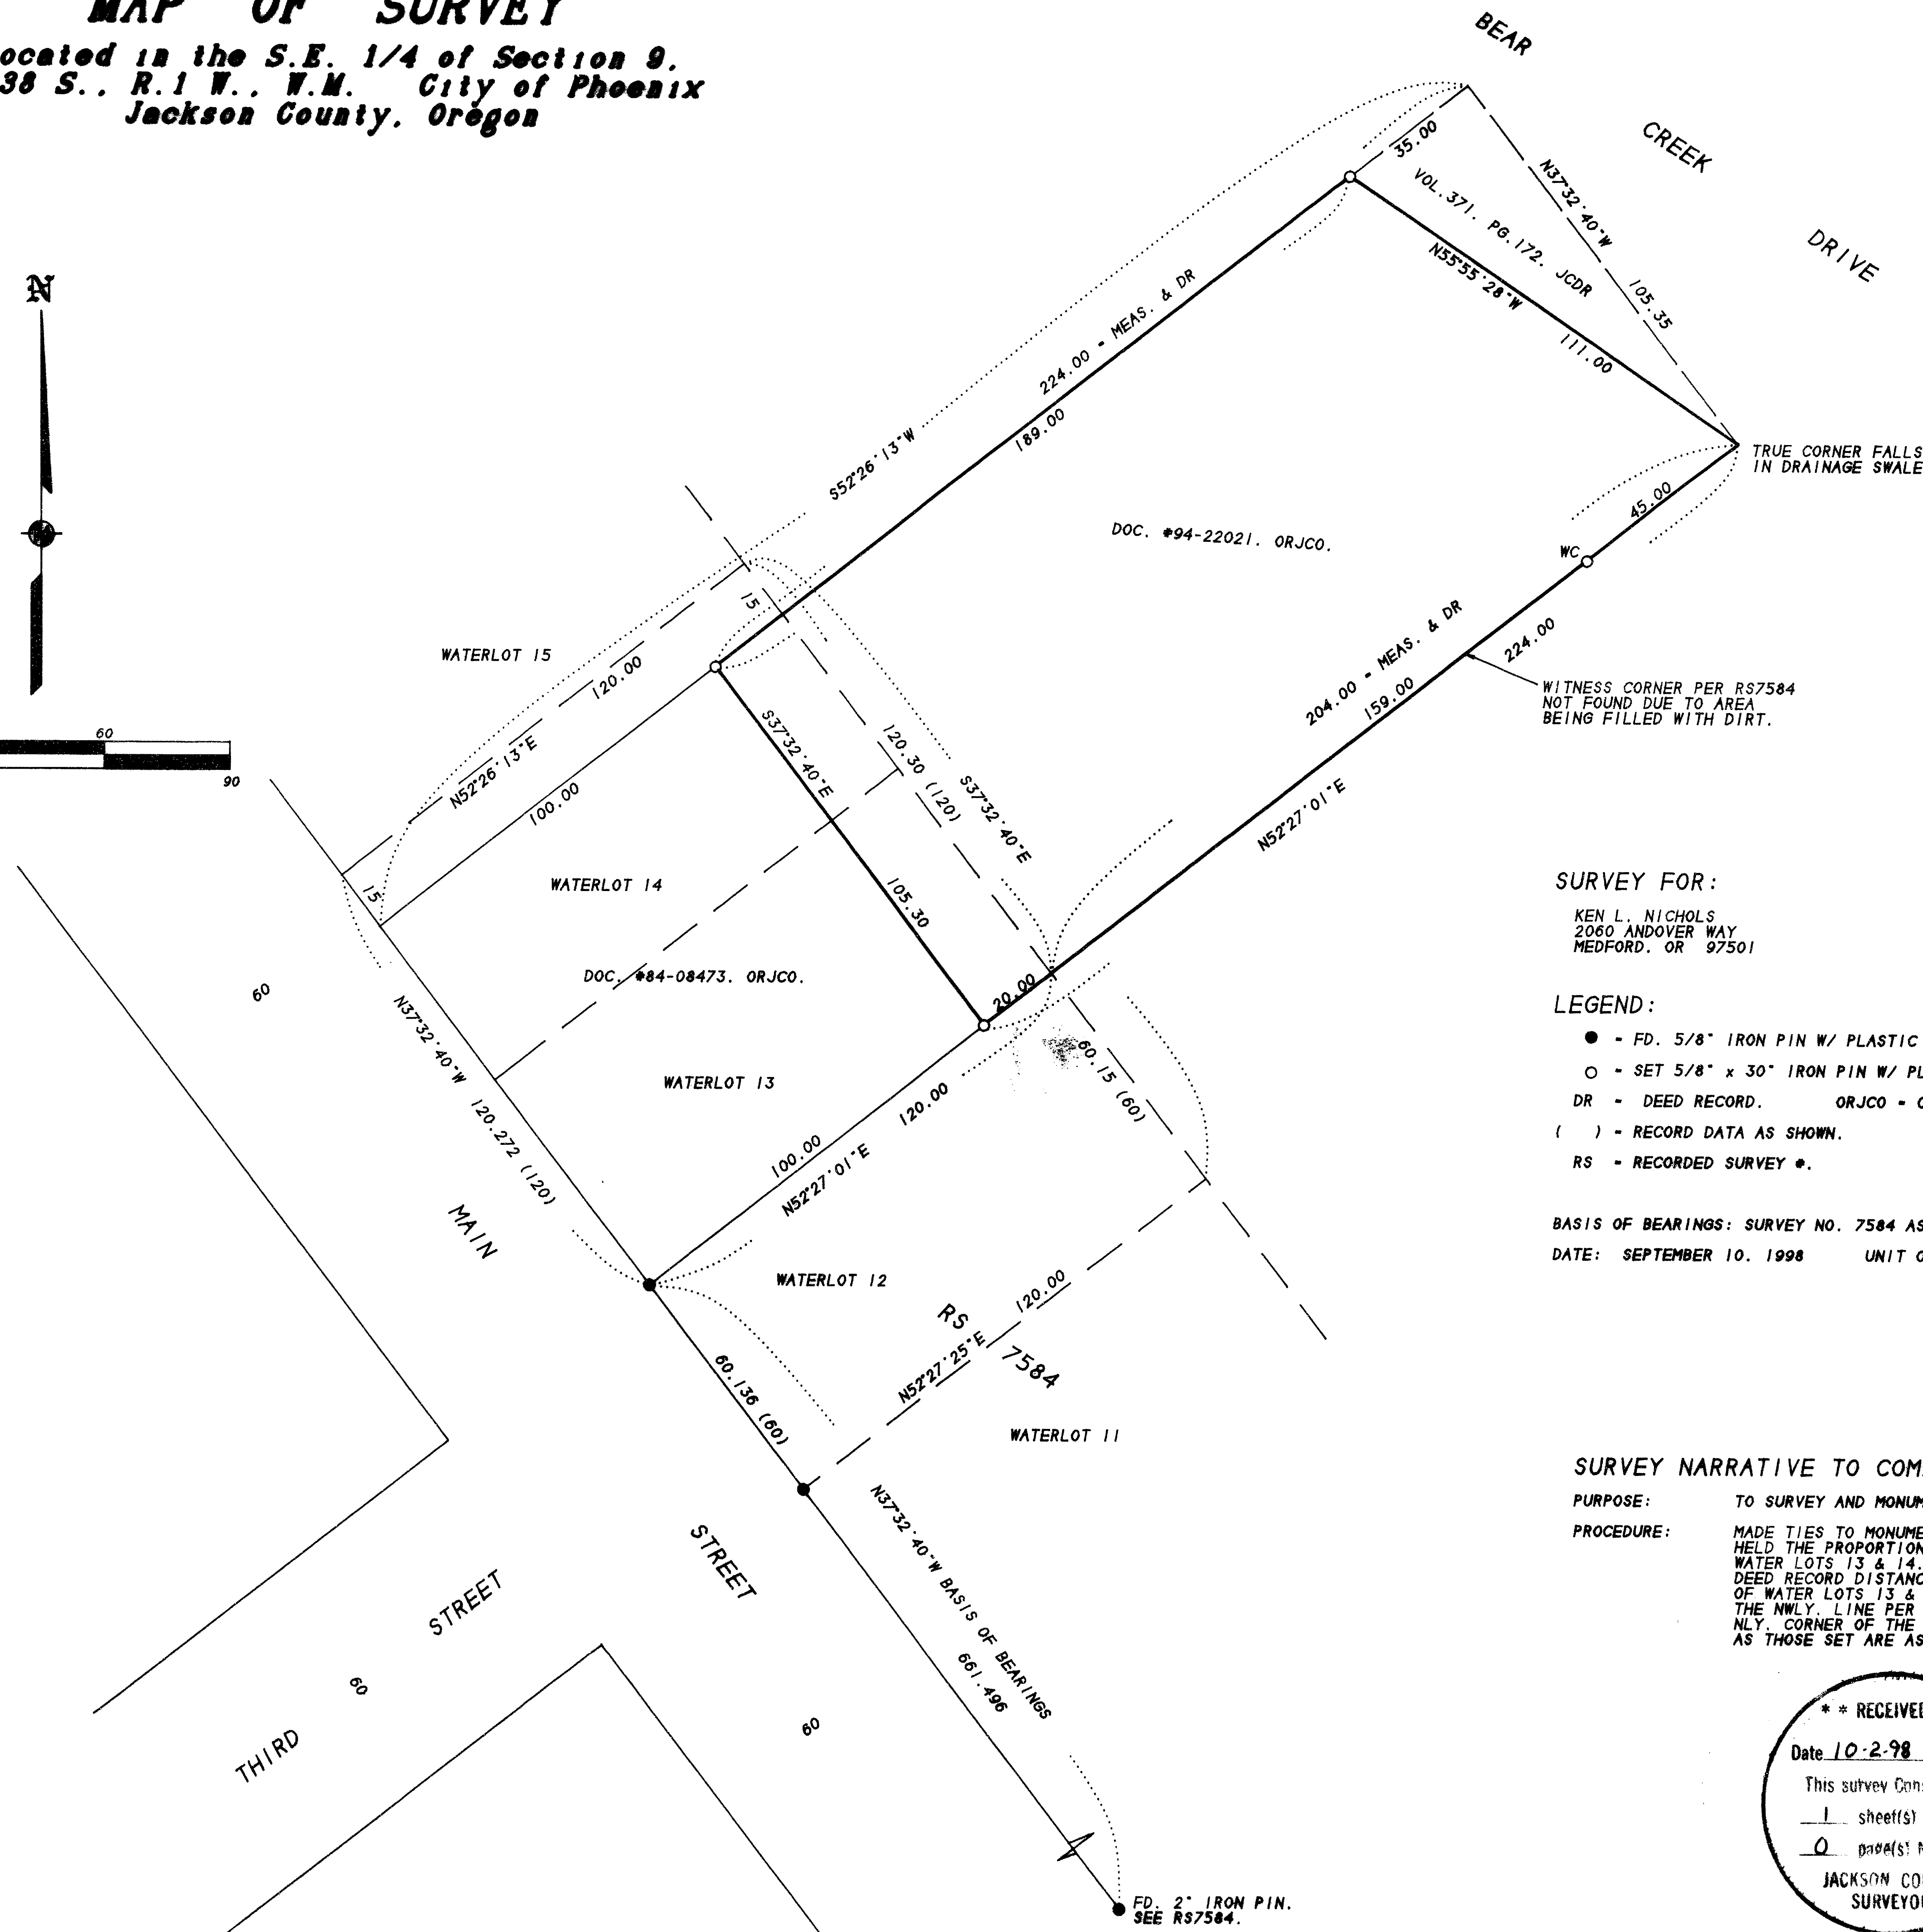 MAP OF SURVEY
ocated in the S.E. 1/4 of Section 9.
38 S., R.1 W., W.M. City of Phoenix
Jackson County, Oregon
N
60
90
BEAR
CREEK
DRIVE
35.00
VOL.371. PG.172. JCDR
N37°32'40"W 105.35
N55°55'28"W
111.00
224.00 - MEAS. & DR
189.00
S52°26'13"W
TRUE CORNER FALLS
IN DRAINAGE SWALE
45.00
WC
DOC. #94-22021. ORJCO.
204.00 - MEAS. & DR
159.00
224.00
WITNESS CORNER PER RS7584
NOT FOUND DUE TO AREA
BEING FILLED WITH DIRT.
N52°27'01"E
WATERLOT 15
15
120.00
N52°26'13"E
100.00
S37°32'40"E
105.30
120.30 (120)
S37°32'40"E
WATERLOT 14
15
DOC. #84-08473. ORJCO.
60
N37°32'40"W 120.272 (120)
WATERLOT 13
20.00
60.15 (60)
100.00
120.00
N52°27'01"E
MAIN
STREET
WATERLOT 12
RS 7584
120.00
N52°27'25"E
60.136 (60)
WATERLOT 11
N37°32'40"W BASIS OF BEARINGS
661.496
THIRD
STREET
60
60
FD. 2" IRON PIN.
SEE RS7584.
SURVEY FOR:
KEN L. NICHOLS
2060 ANDOVER WAY
MEDFORD. OR 97501
LEGEND:
● - FD. 5/8" IRON PIN W/ PLASTIC
○ - SET 5/8" x 30" IRON PIN W/ PL
DR - DEED RECORD. ORJCO -
( ) - RECORD DATA AS SHOWN.
RS - RECORDED SURVEY #.
BASIS OF BEARINGS: SURVEY NO. 7584 AS
DATE: SEPTEMBER 10. 1998 UNIT O
SURVEY NARRATIVE TO COM
PURPOSE: TO SURVEY AND MONUM
PROCEDURE: MADE TIES TO MONUME
HELD THE PROPORTION
WATER LOTS 13 & 14.
DEED RECORD DISTANC
OF WATER LOTS 13 &
THE NWLY. LINE PER
NLY. CORNER OF THE
AS THOSE SET ARE AS
* * RECEIVED
Date 10-2-98
This survey Cons
1 sheet(s)
0 page(s)
JACKSON CO
SURVEYO